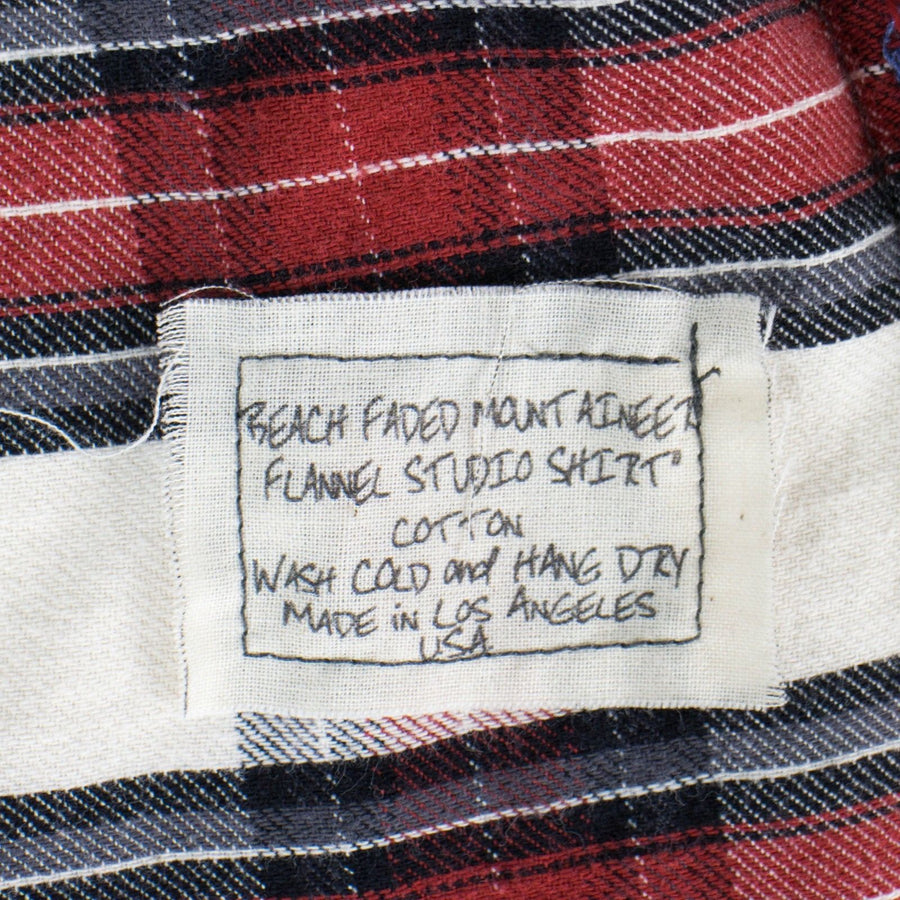 BEACH FADED MOUNTAINEER
FLANNEL STUDIO SHIRT"
COTTON
WASH COLD and HANG DRY
MADE in LOS ANGELES
USA